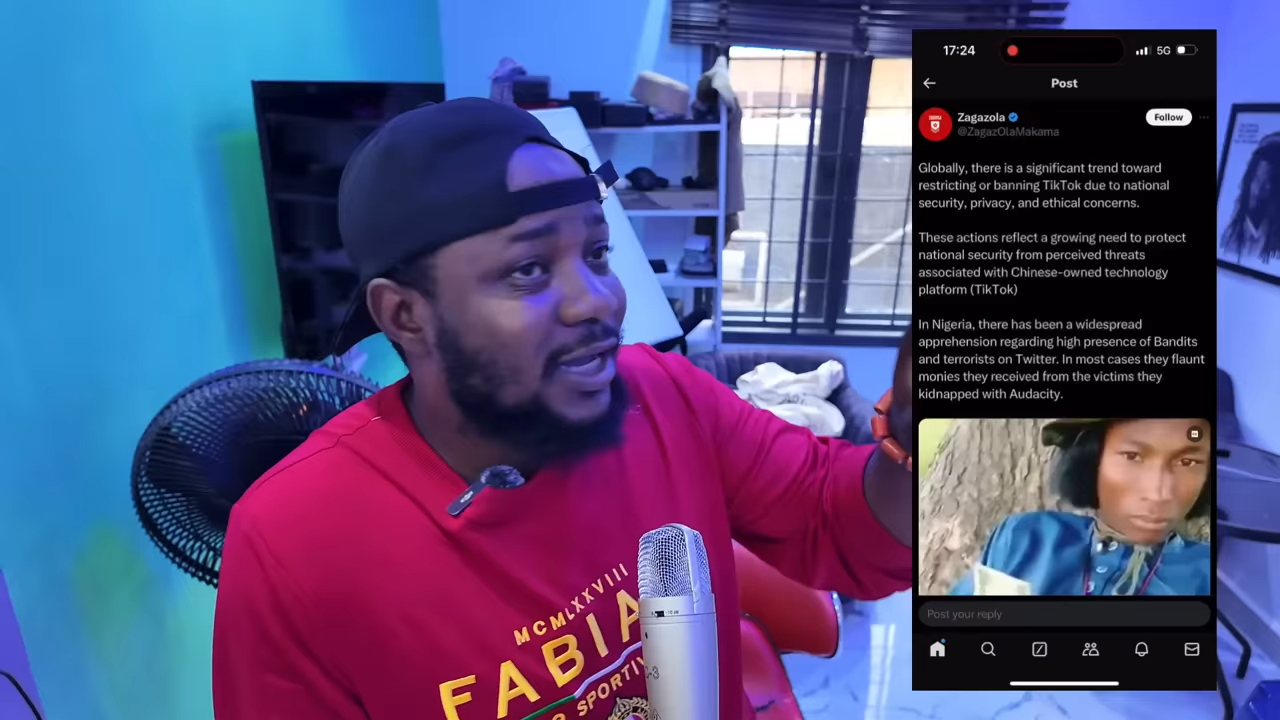 17:24
5G
Post
Zagazola
@ZagazOlaMakama
Follow
Globally, there is a significant trend toward
restricting or banning TikTok due to national
security, privacy, and ethical concerns.
These actions reflect a growing need to protect
national security from perceived threats
associated with Chinese-owned technology
platform (TikTok)
In Nigeria, there has been a widespread
apprehension regarding high presence of Bandits
and terrorists on Twitter. In most cases they flaunt
monies they received from the victims they
kidnapped with Audacity.
Post your reply
MCMLXXVIII
FABIA
SPORTIV